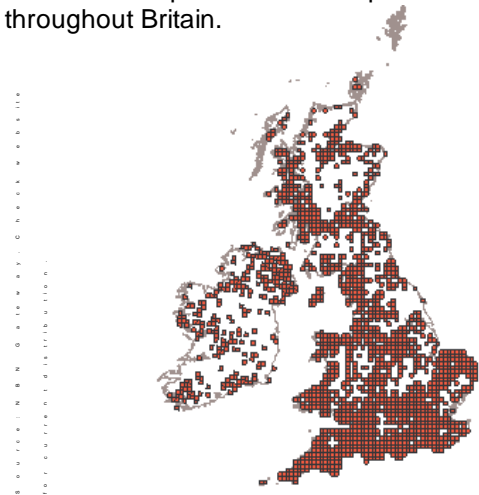 throughout Britain.
Source: NBN Gateway. Check website
for current distribution.